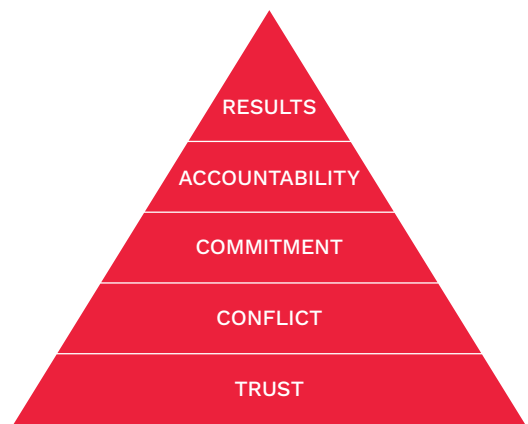 RESULTS
ACCOUNTABILITY
COMMITMENT
CONFLICT
TRUST